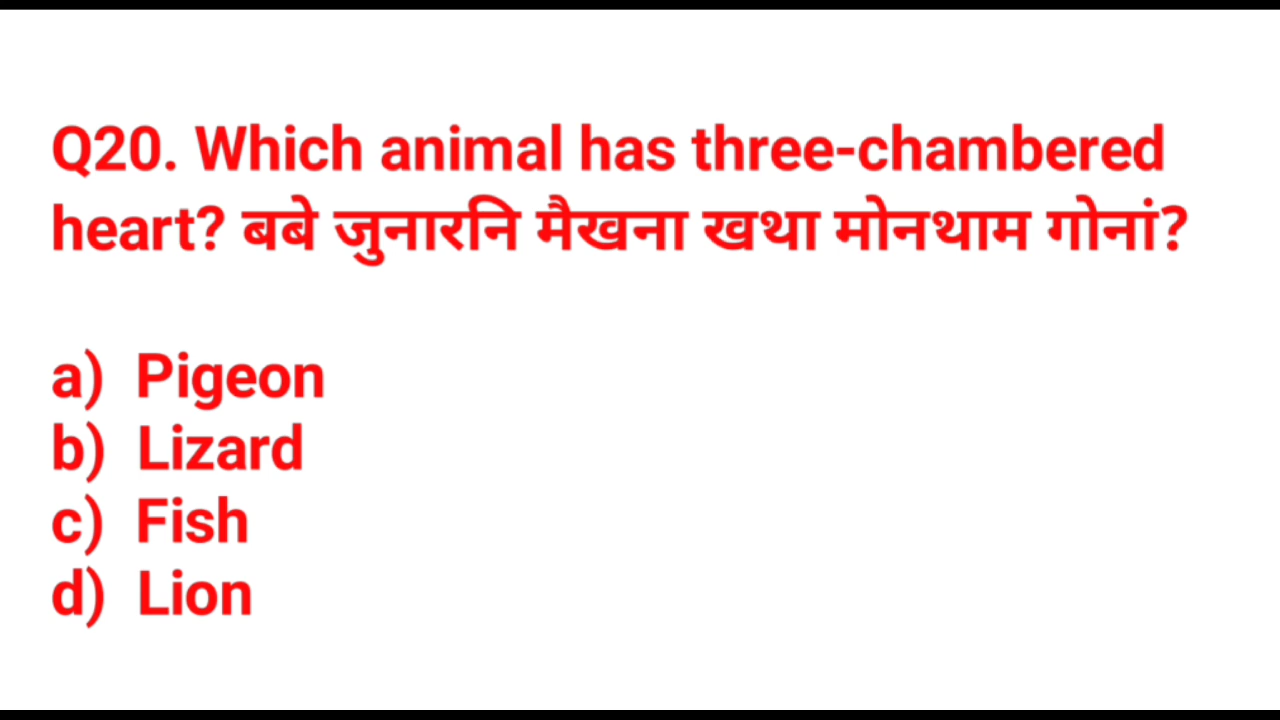 Q20. Which animal has three-chambered
heart? बबे जुनारनि मैखना खथा मोनथाम गोनां?
a) Pigeon
b) Lizard
c) Fish
d) Lion